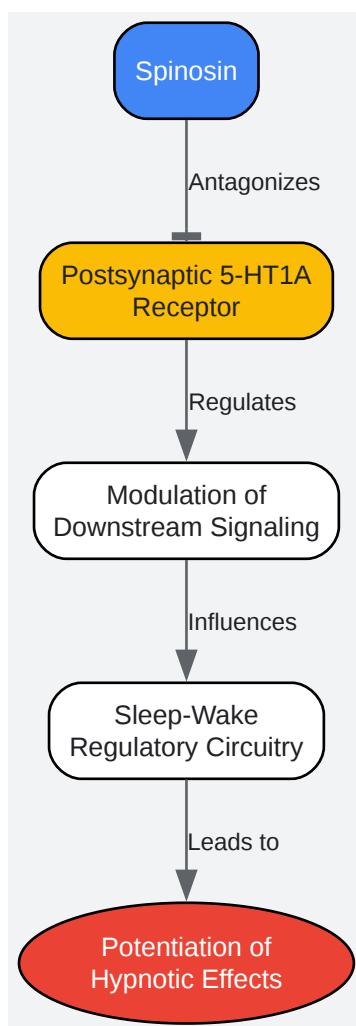 Spinosin
Antagonizes
Postsynaptic 5-HT1A
Receptor
Regulates
Modulation of
Downstream Signaling
Influences
Sleep-Wake
Regulatory Circuitry
Leads to
Potentiation of
Hypnotic Effects